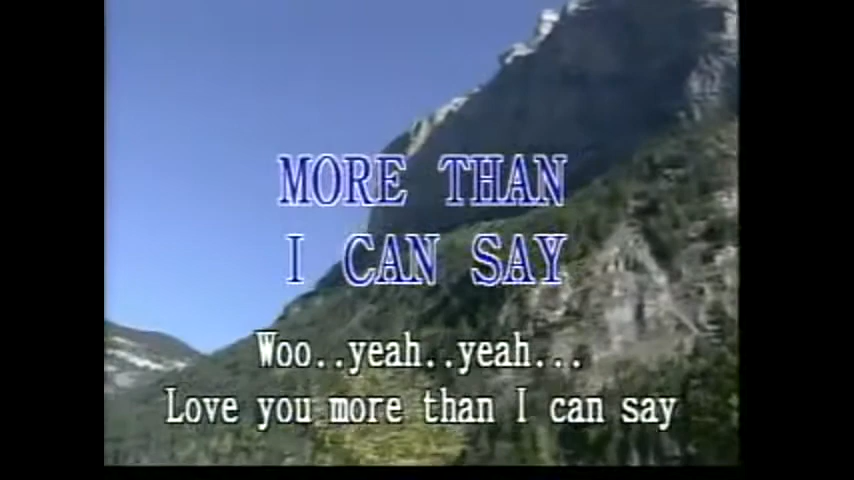 MORE THAN
I CAN SAY
Woo..yeah..yeah...
Love you more than I can say